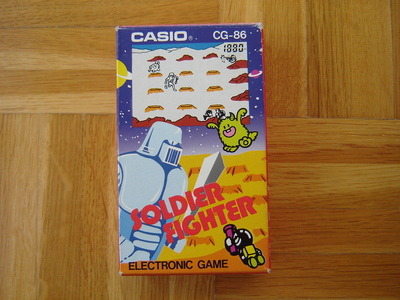 CASIO® CG-86
1880
SOLDIER
FIGHTER
ELECTRONIC GAME